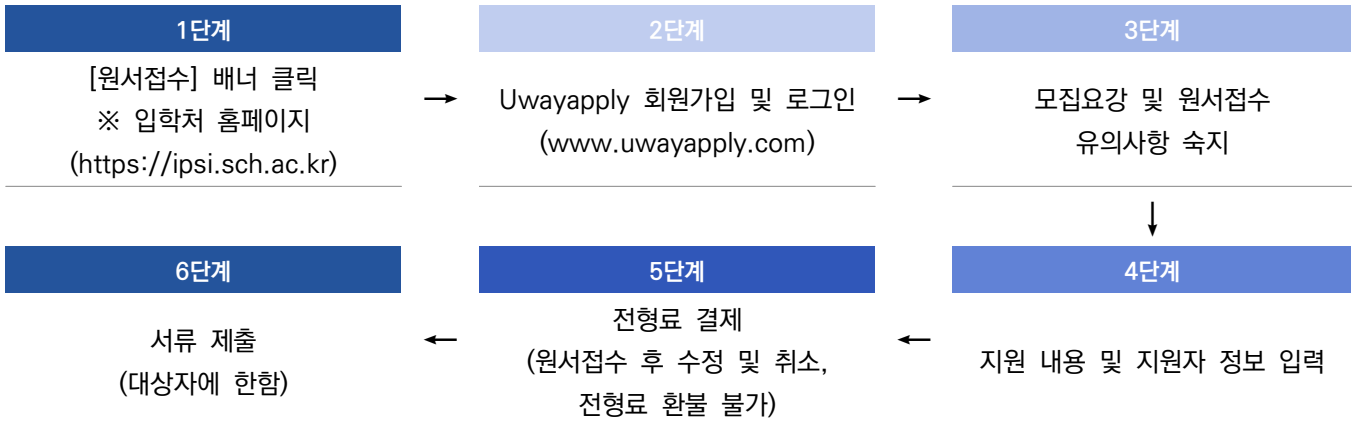 1단계
[원서접수] 배너 클릭
※ 입학처 홈페이지
(https://ipsi.sch.ac.kr)
→
2단계
Uwayapply 회원가입 및 로그인
(www.uwayapply.com)
→
3단계
모집요강 및 원서접수
유의사항 숙지
↓
4단계
지원 내용 및 지원자 정보 입력
←
5단계
전형료 결제
(원서접수 후 수정 및 취소,
전형료 환불 불가)
←
6단계
서류 제출
(대상자에 한함)